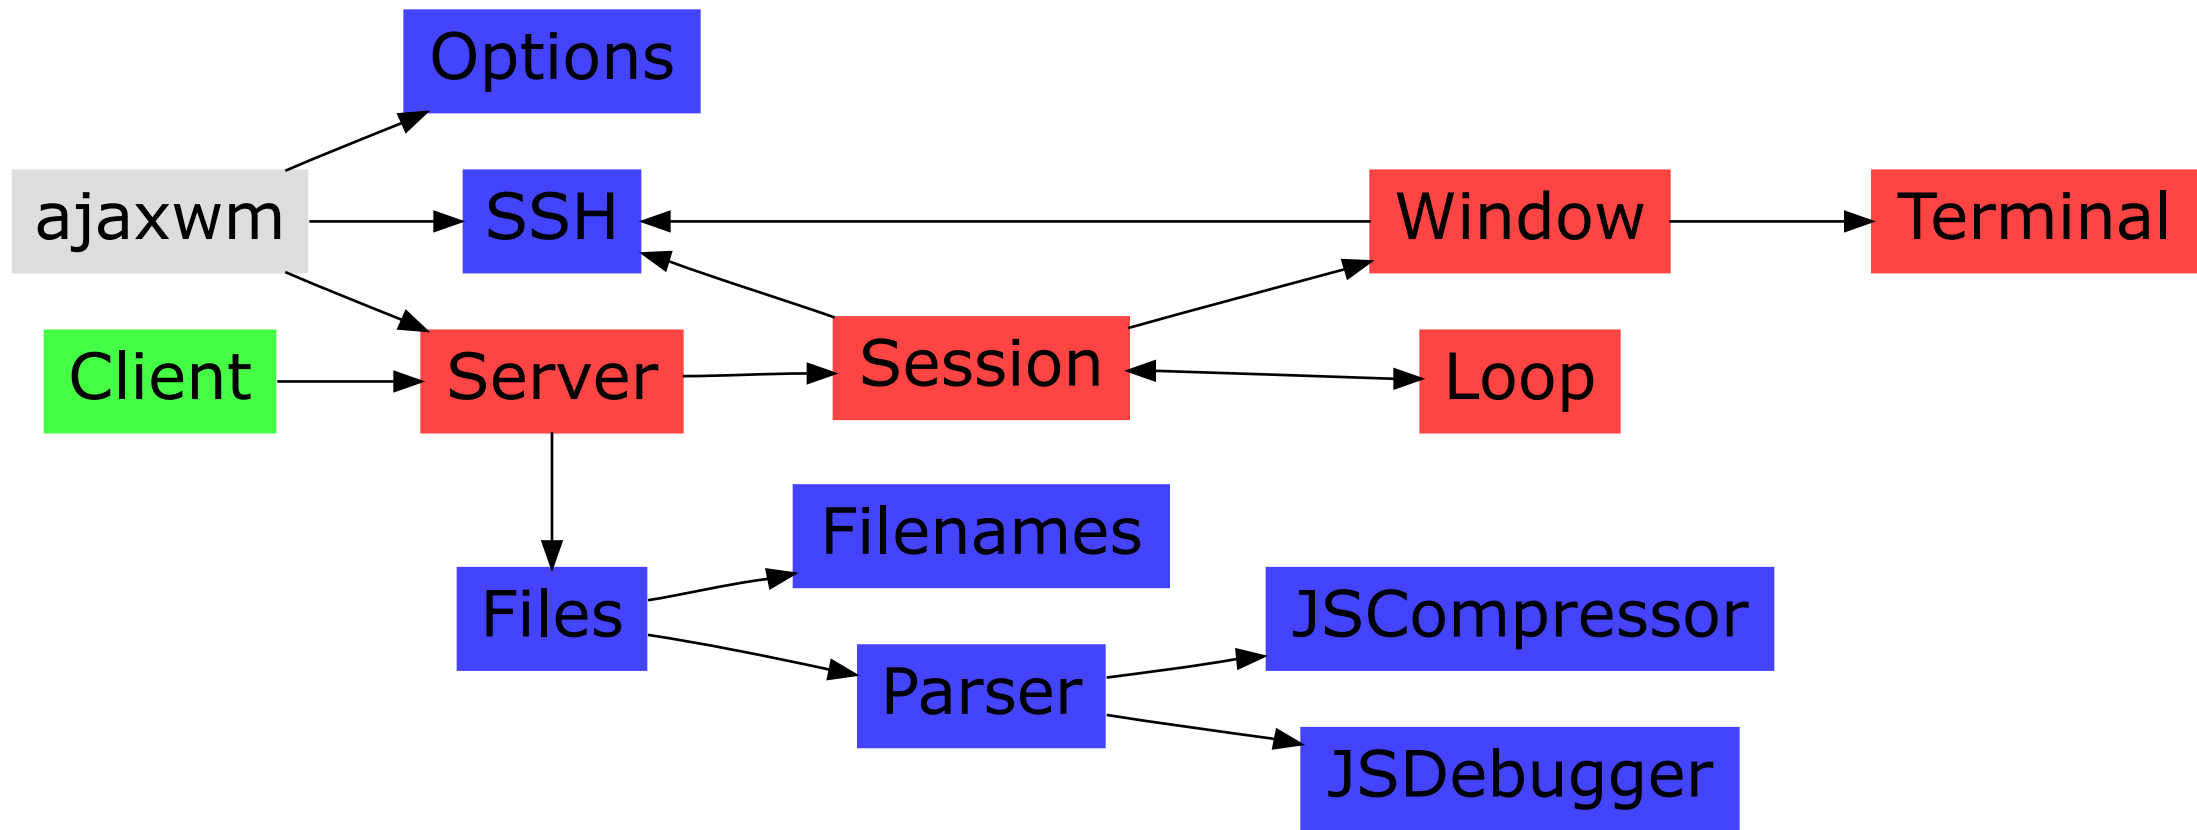 Options
ajaxwm
SSH
Window
Terminal
Client
Server
Session
Loop
Filenames
Files
JSCompressor
Parser
JSDebugger